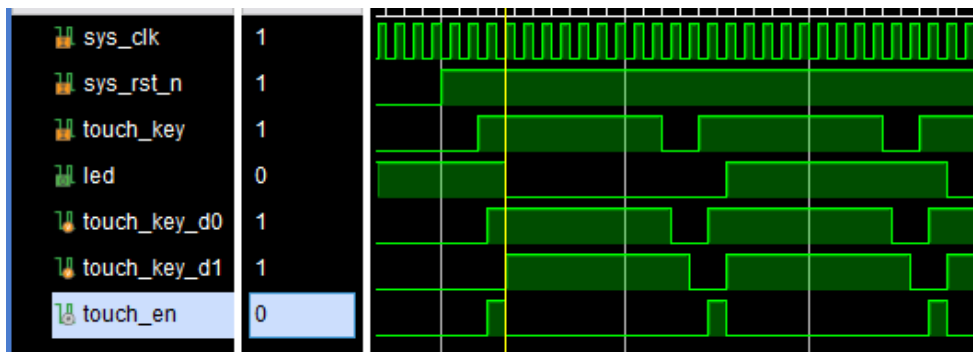 sys_clk 1
sys_rst_n 1
touch_key 1
led 0
touch_key_d0 1
touch_key_d1 1
touch_en 0